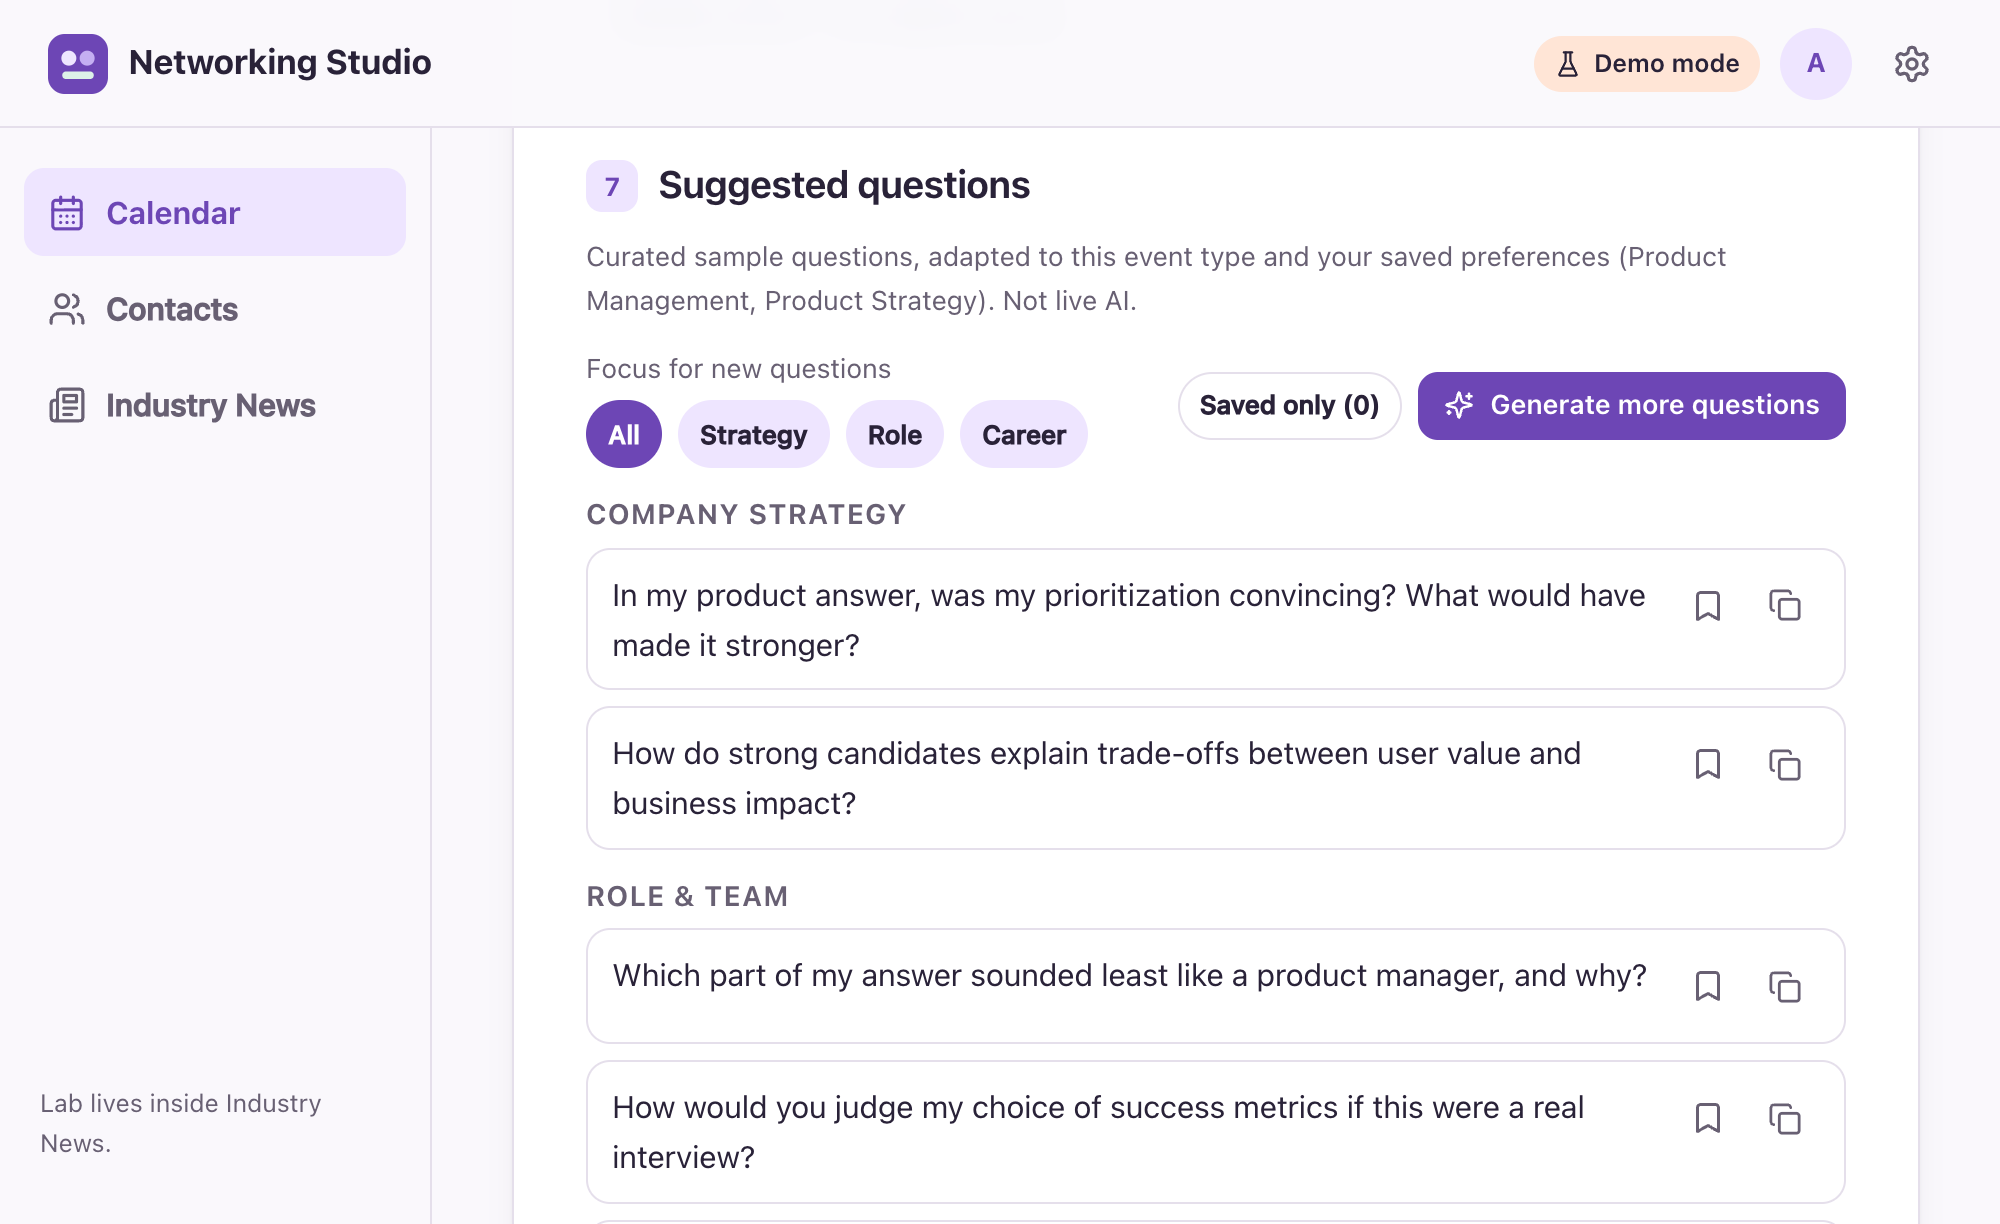 Networking Studio
Demo mode
A
Calendar
Contacts
Industry News
Lab lives inside Industry
News.
7
Suggested questions
Curated sample questions, adapted to this event type and your saved preferences (Product
Management, Product Strategy). Not live AI.
Focus for new questions
All
Strategy
Role
Career
Saved only (0)
Generate more questions
COMPANY STRATEGY
In my product answer, was my prioritization convincing? What would have
made it stronger?
How do strong candidates explain trade-offs between user value and
business impact?
ROLE & TEAM
Which part of my answer sounded least like a product manager, and why?
How would you judge my choice of success metrics if this were a real
interview?